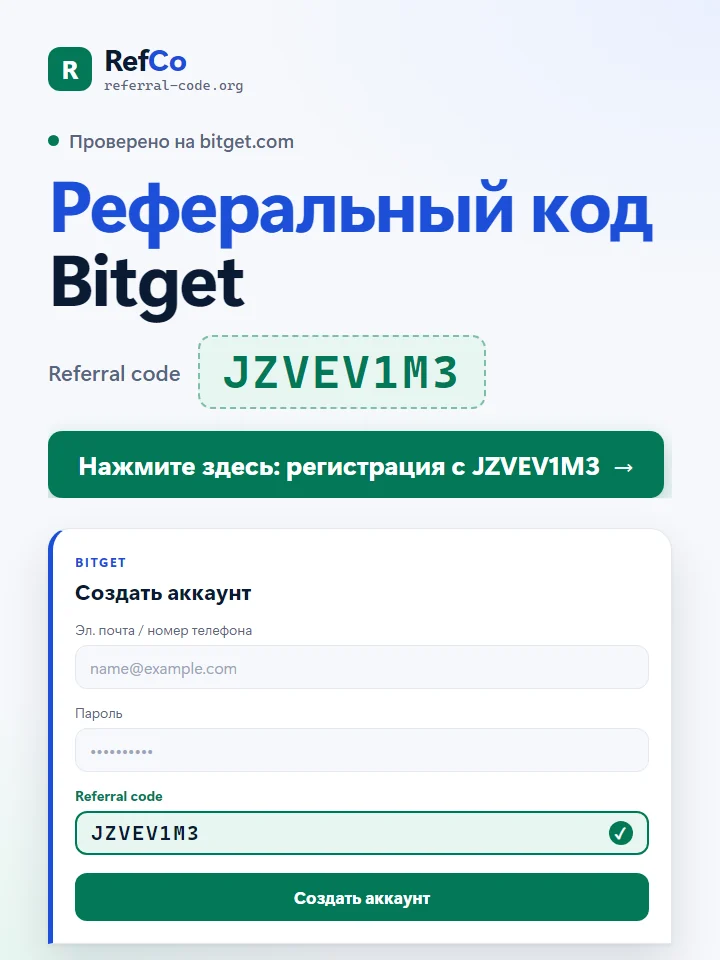 R
RefCo
referral-code.org
Проверено на bitget.com
Реферальный код
Bitget
Referral code JZVEV1M3
Нажмите здесь: регистрация с JZVEV1M3 →
BITGET
Создать аккаунт
Эл. почта / номер телефона
name@example.com
Пароль
••••••••••
Referral code
JZVEV1M3
Создать аккаунт